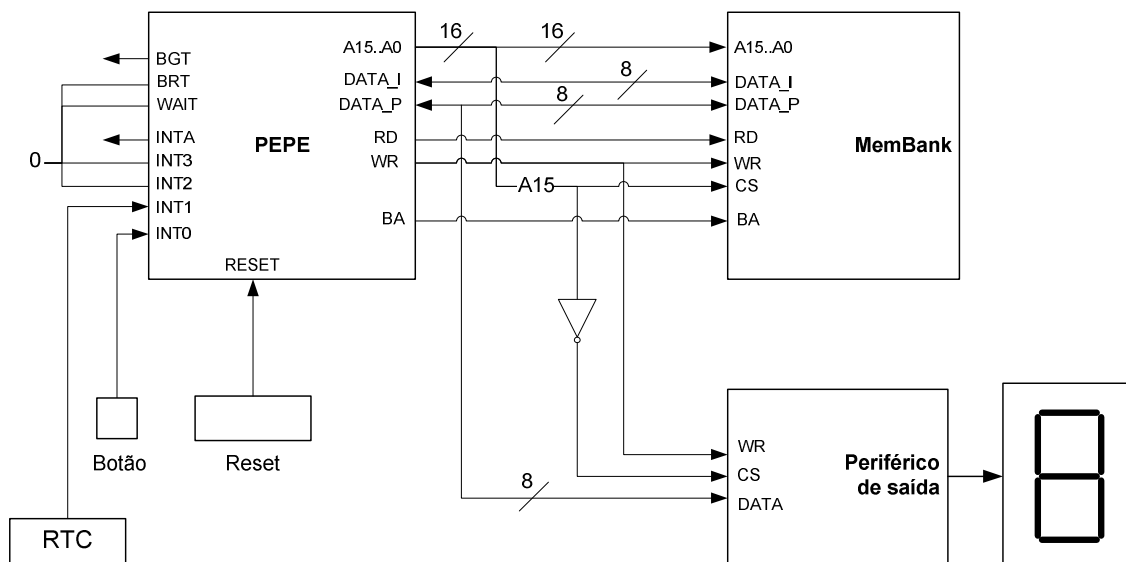 16
16
A15..A0
A15..A0
BGT
BRT
DATA_I
8
DATA_I
WAIT
DATA_P
8
DATA_P
INTA
PEPE
RD
RD
MemBank
0
INT3
WR
WR
INT2
A15
CS
INT1
BA
BA
INT0
RESET
Botão
Reset
WR
Periférico
de saída
CS
8
DATA
RTC